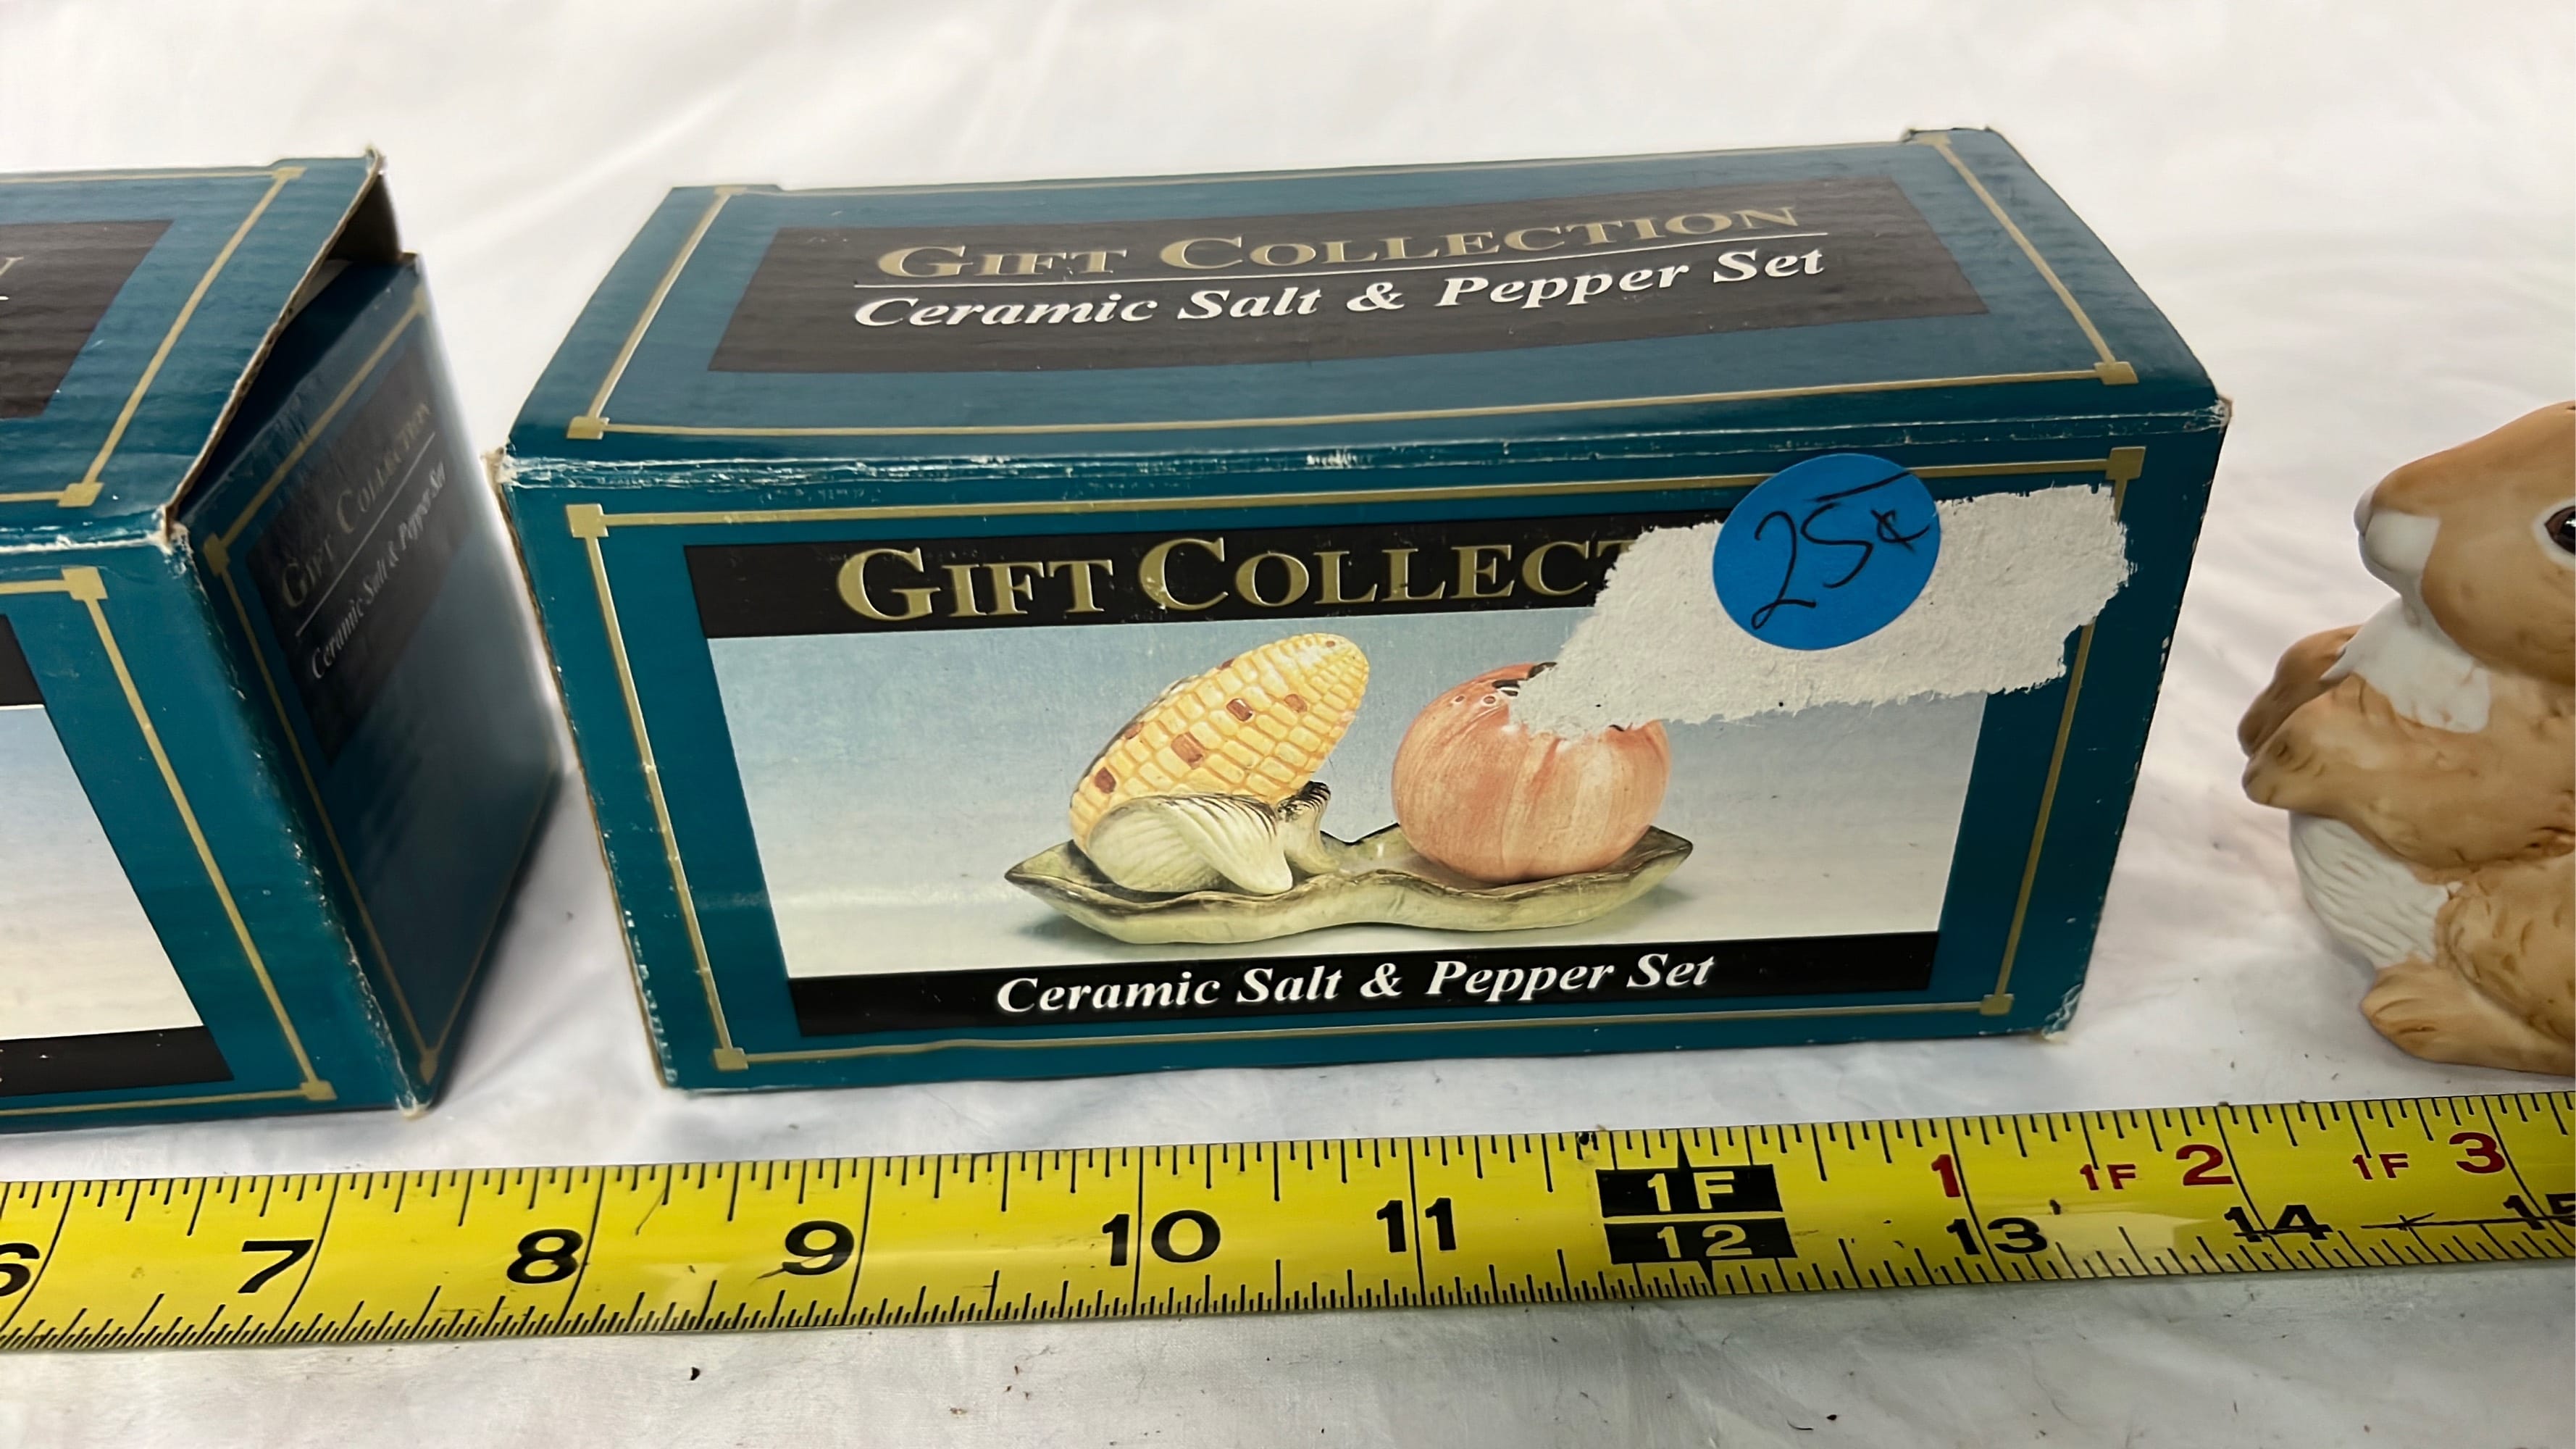 GIFT COLLECTION
Ceramic Salt & Pepper Set
GIFT COLLECTION
Ceramic Salt & Pepper Set
GIFT COLLECT
25¢
Ceramic Salt & Pepper Set
1F 1 1F 2 1F 3
6 7 8 9 10 11 12 13 14 15